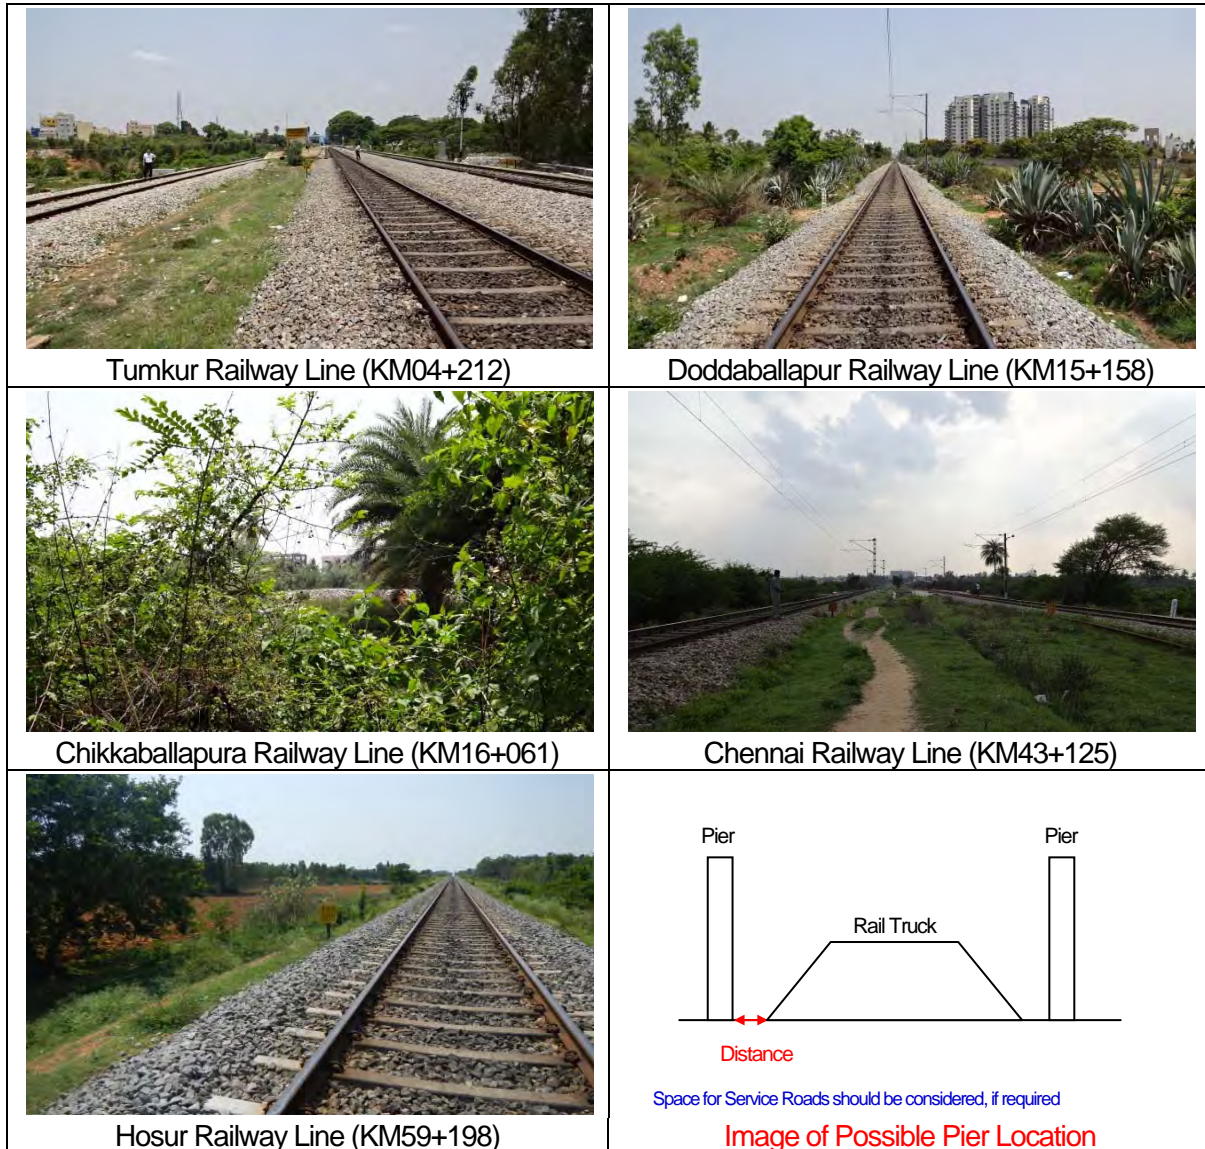 Tumkur Railway Line (KM04+212)
Doddaballapur Railway Line (KM15+158)
Chikkaballapura Railway Line (KM16+061)
Chennai Railway Line (KM43+125)
Pier
Pier
Rail Truck
Distance
Space for Service Roads should be considered, if required
Hosur Railway Line (KM59+198)
Image of Possible Pier Location